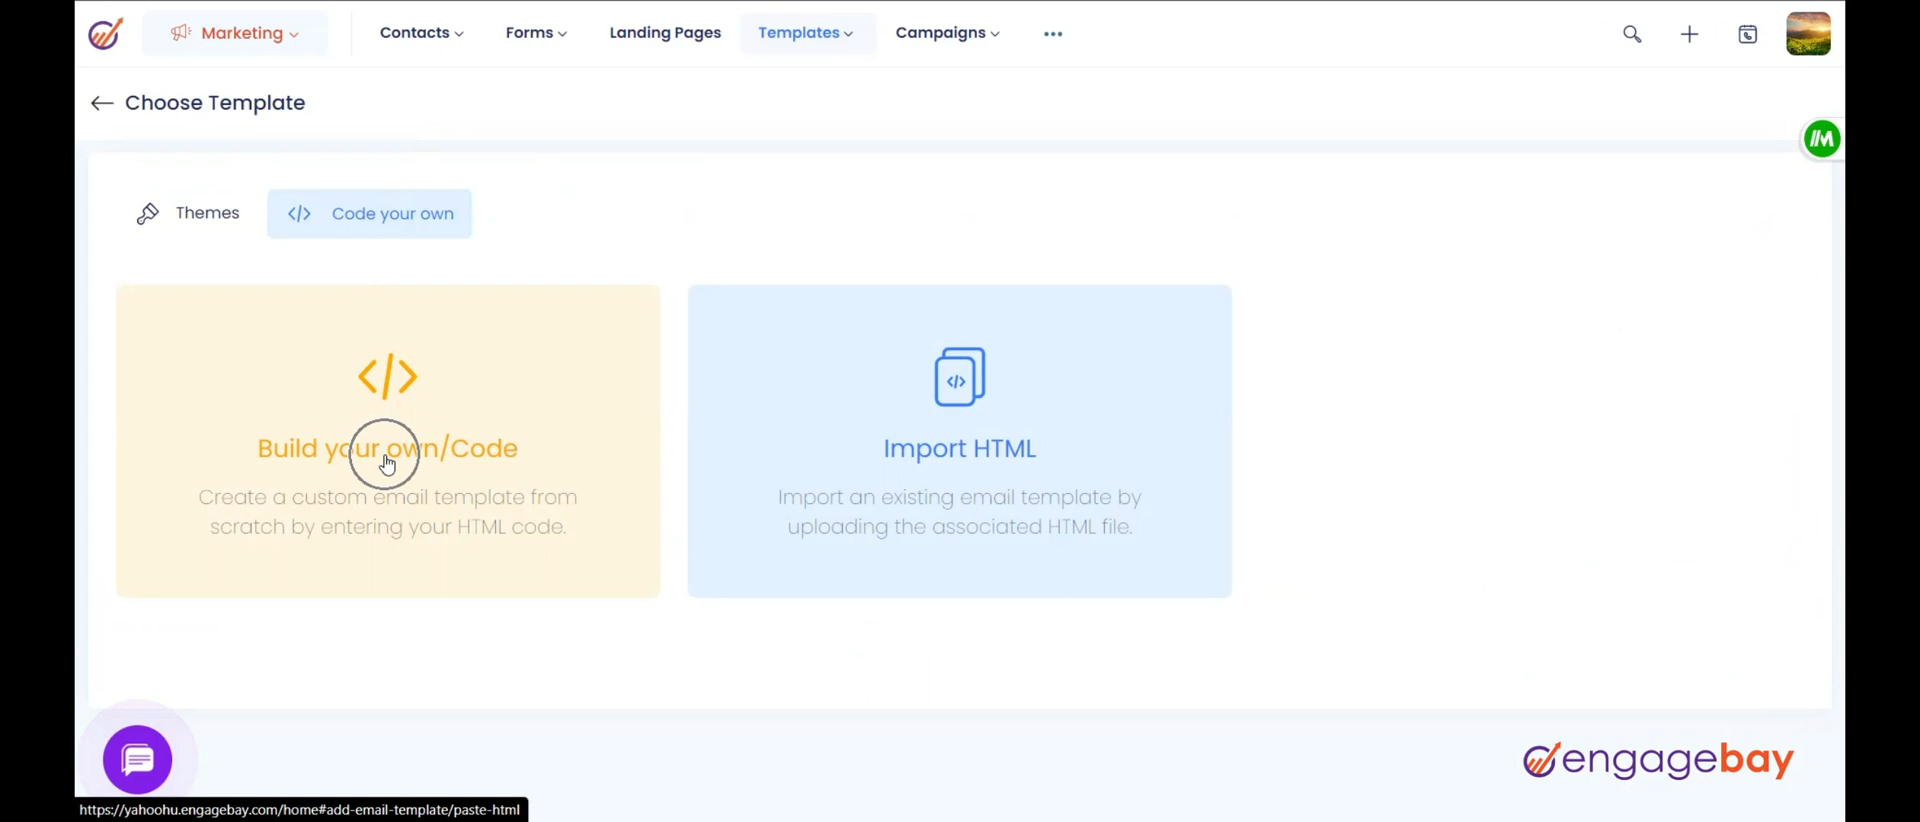 Marketing
Contacts
Forms
Landing Pages
Templates
Campaigns
Choose Template
Themes
</> Code your own
</>
Build your own/Code
Create a custom email template from
scratch by entering your HTML code.
</>
Import HTML
Import an existing email template by
uploading the associated HTML file.
engagebay
https://yahoohu.engagebay.com/home#add-email-template/paste-html